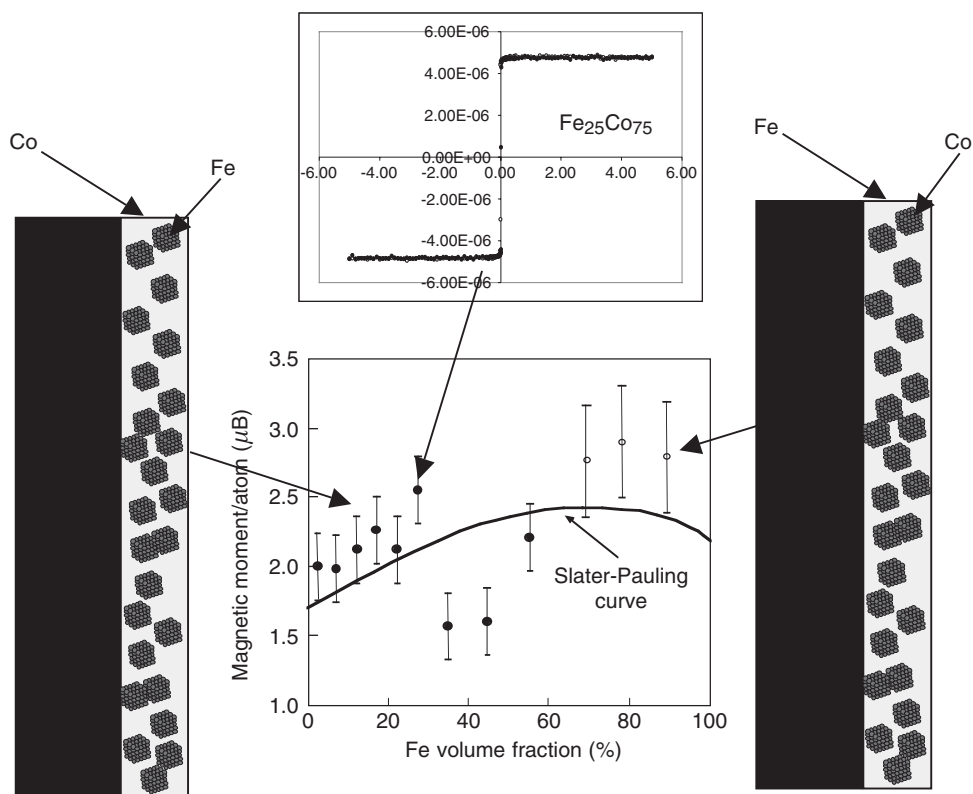 6.00E-06
4.00E-06
2.00E-06
Fe25Co75
0.00E+00
-6.00 -4.00 -2.00 0.00 2.00 4.00 6.00
-2.00E-06
-4.00E-06
-6.00E-06
Co
Fe
Fe
Co
3.5
3.0
2.5
2.0
1.5
1.0
Magnetic moment/atom (μB)
Slater-Pauling
curve
0 20 40 60 80 100
Fe volume fraction (%)